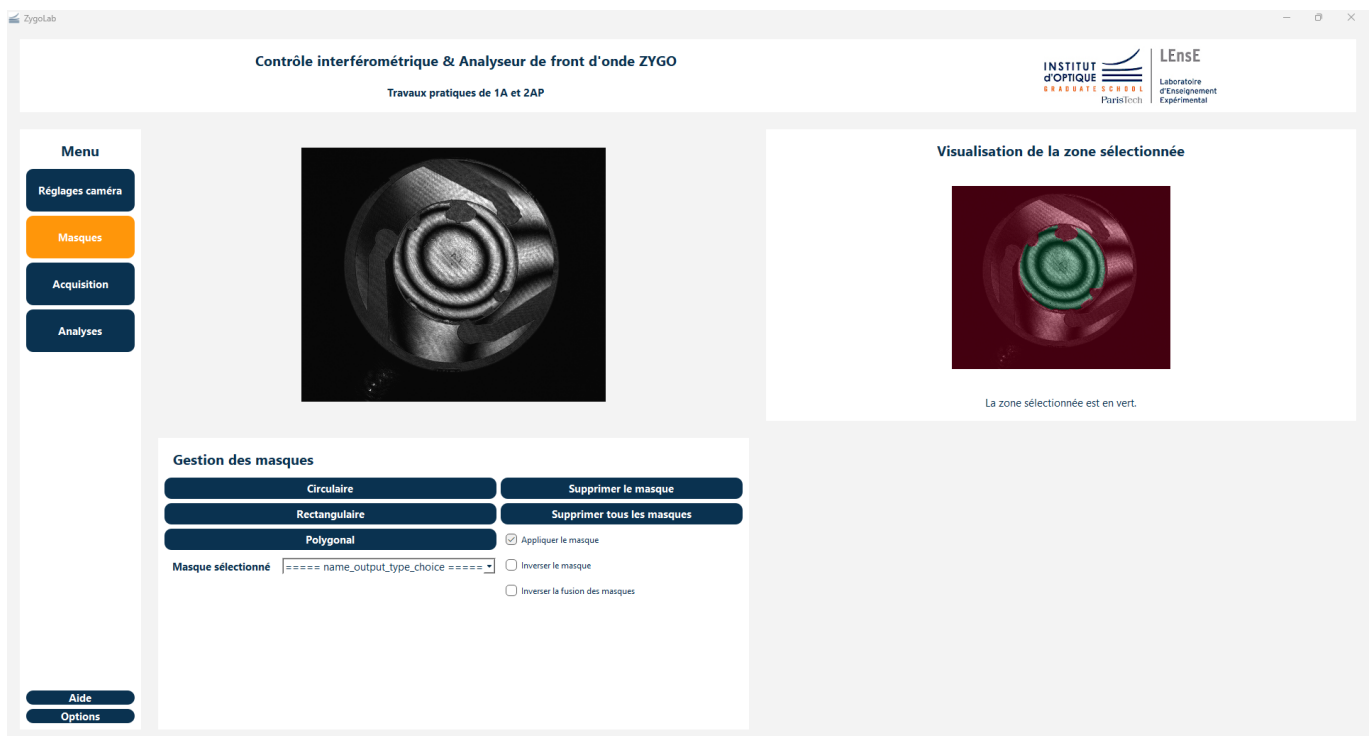 ZygoLab
Contrôle interférométrique & Analyseur de front d'onde ZYGO
Travaux pratiques de 1A et 2AP
INSTITUT
d'OPTIQUE
GRADUATE SCHOOL
ParisTech
LEnsE
Laboratoire
d'Enseignement
Expérimental
Menu
Réglages caméra
Masques
Acquisition
Analyses
Aide
Options
Visualisation de la zone sélectionnée
La zone sélectionnée est en vert.
Gestion des masques
Circulaire
Supprimer le masque
Rectangulaire
Supprimer tous les masques
Polygonal
Appliquer le masque
Masque sélectionné
===== name_output_type_choice =====
Inverser le masque
Inverser la fusion des masques